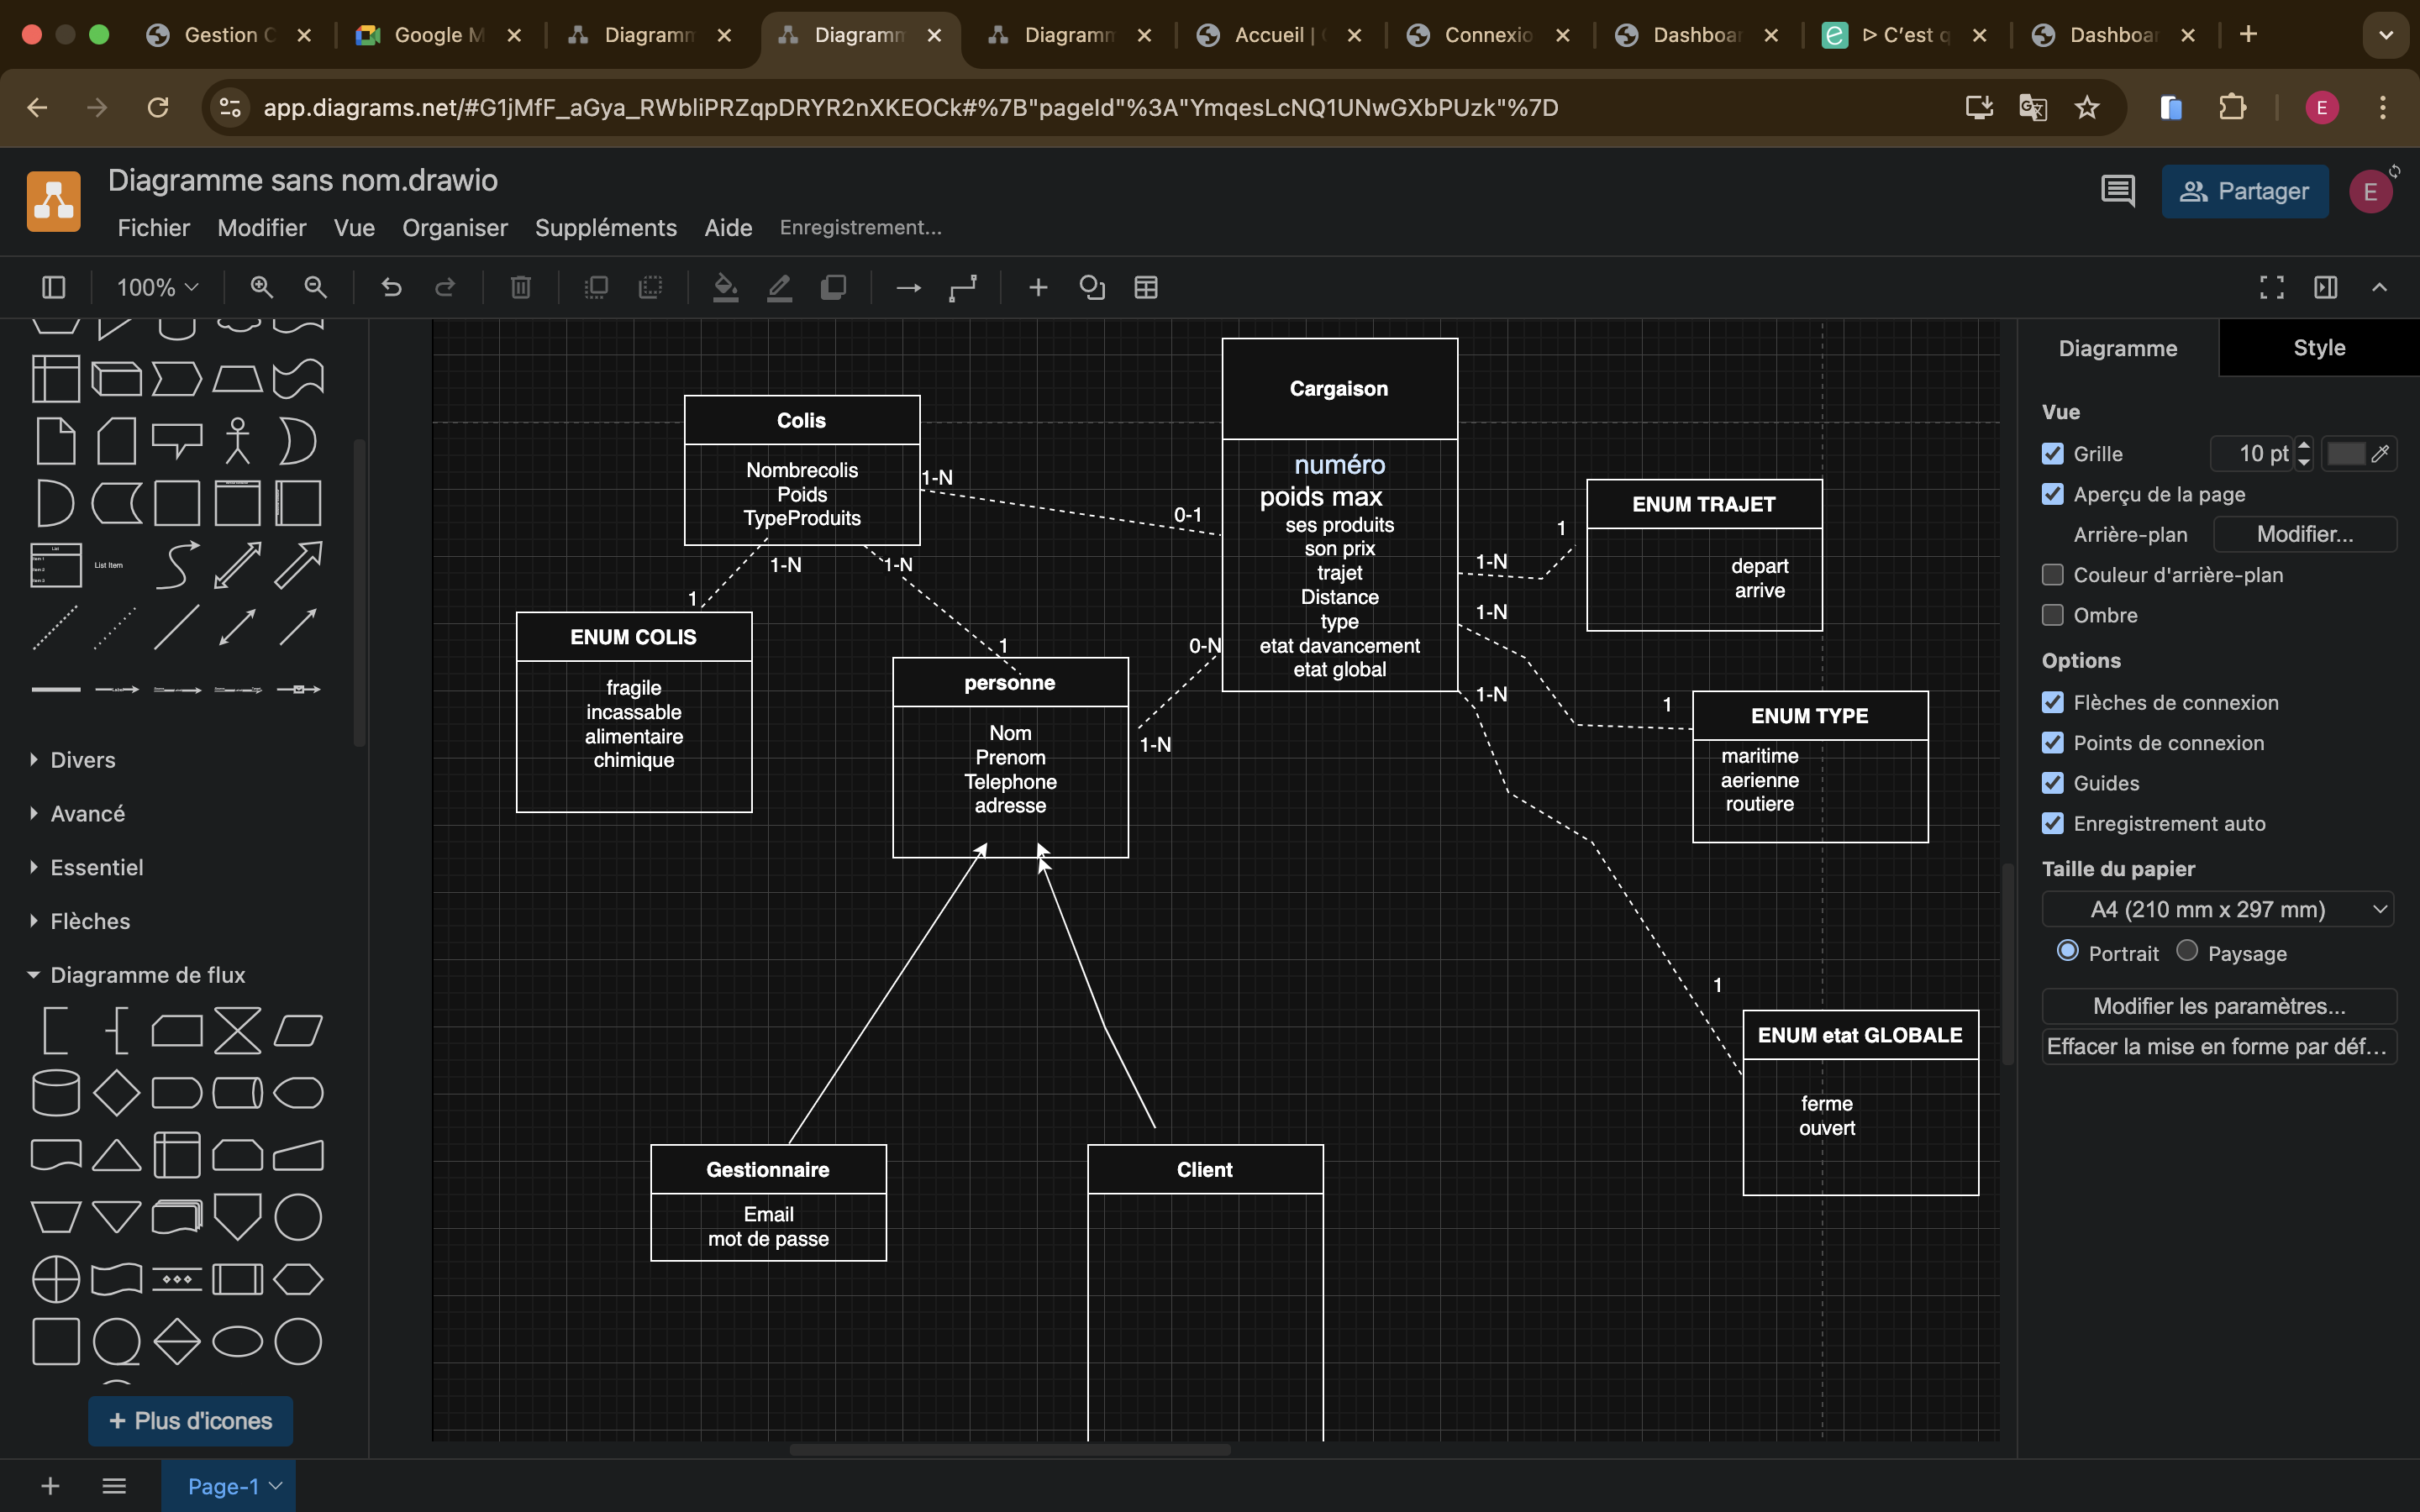 Gestion C
Google M
Diagramm
Diagramm
Diagramm
Accueil |
Connexio
Dashboar
▷ C'est q
Dashboar
app.diagrams.net/#G1jMfF_aGya_RWbliPRZqpDRYR2nXKEOCk#%7B"pageId"%3A"YmqesLcNQ1UNwGXbPUzk"%7D
E
Diagramme sans nom.drawio
Partager
E
Fichier Modifier Vue Organiser Suppléments Aide Enregistrement...
100%
List
Item 1
Item 2
Item 3
List Item
Divers
Avancé
Essentiel
Flèches
Diagramme de flux
+ Plus d'icones
Colis
Nombrecolis
Poids
TypeProduits
1-N
0-1
1-N
1-N
1
1
Cargaison
numéro
poids max
ses produits
son prix
trajet
Distance
type
etat davancement
etat global
0-N
1-N
1-N
1
1-N
1
1-N
1
ENUM TRAJET
depart
arrive
ENUM COLIS
fragile
incassable
alimentaire
chimique
personne
Nom
Prenom
Telephone
adresse
ENUM TYPE
maritime
aerienne
routiere
ENUM etat GLOBALE
ferme
ouvert
Gestionnaire
Email
mot de passe
Client
Diagramme
Style
Vue
Grille 10 pt
Aperçu de la page
Arrière-plan Modifier...
Couleur d'arrière-plan
Ombre
Options
Flèches de connexion
Points de connexion
Guides
Enregistrement auto
Taille du papier
A4 (210 mm x 297 mm)
Portrait Paysage
Modifier les paramètres...
Effacer la mise en forme par déf...
Page-1